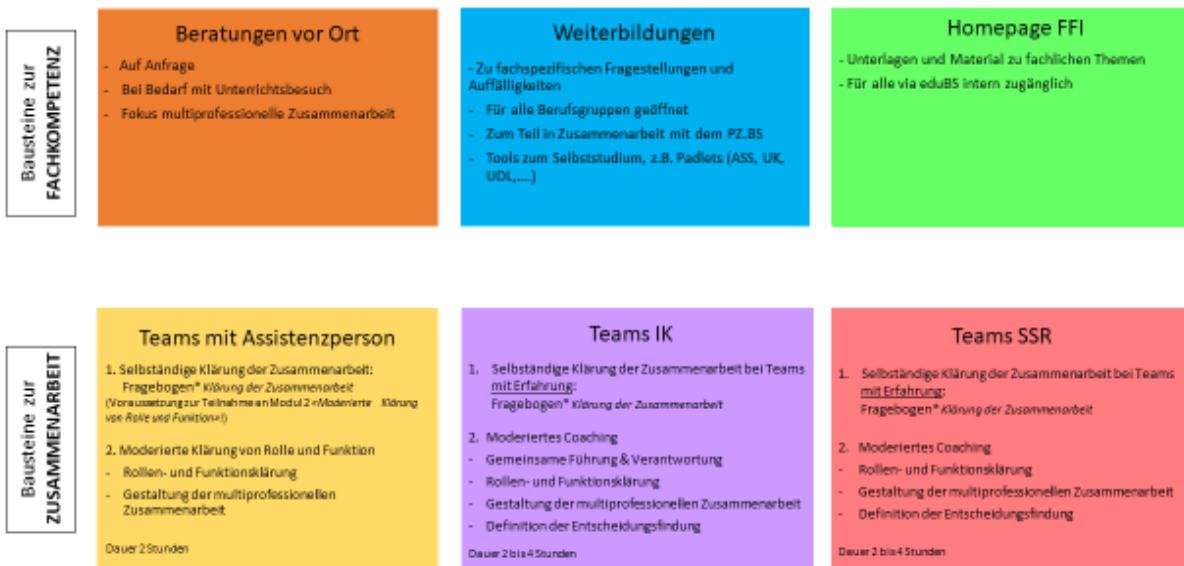 Bausteine zur
FACHKOMPETENZ
Beratungen vor Ort
- Auf Anfrage
- Bei Bedarf mit Unterrichtsbesuch
- Fokus multiprofessionelle Zusammenarbeit
Weiterbildungen
- Zu fachspezifischen Fragestellungen und
Auffälligkeiten
- Für alle Berufsgruppen geöffnet
- Zum Teil in Zusammenarbeit mit dem PZ.BS
- Tools zum Selbststudium, z.B. Padlets (ASS, UK,
UDL,....)
Homepage FFI
- Unterlagen und Material zu fachlichen Themen
- Für alle via eduBS intern zugänglich
Bausteine zur
ZUSAMMENARBEIT
Teams mit Assistenzperson
1. Selbständige Klärung der Zusammenarbeit:
Fragebogen* Klärung der Zusammenarbeit
(Voraussetzung zur Teilnahme an Modul 2 «Moderierte Klärung
von Rolle und Funktion»!)
2. Moderierte Klärung von Rolle und Funktion
- Rollen- und Funktionsklärung
- Gestaltung der multiprofessionellen
Zusammenarbeit
Dauer 2 Stunden
Teams IK
1. Selbständige Klärung der Zusammenarbeit bei Teams
mit Erfahrung:
Fragebogen* Klärung der Zusammenarbeit
2. Moderiertes Coaching
- Gemeinsame Führung & Verantwortung
- Rollen- und Funktionsklärung
- Gestaltung der multiprofessionellen Zusammenarbeit
- Definition der Entscheidungsfindung
Dauer 2 bis 4 Stunden
Teams SSR
1. Selbständige Klärung der Zusammenarbeit bei Teams
mit Erfahrung:
Fragebogen* Klärung der Zusammenarbeit
2. Moderiertes Coaching
- Rollen- und Funktionsklärung
- Gestaltung der multiprofessionellen Zusammenarbeit
- Definition der Entscheidungsfindung
Dauer 2 bis 4 Stunden